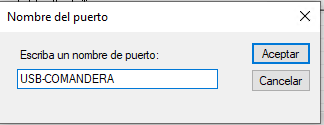 Nombre del puerto
Escriba un nombre de puerto:
Aceptar
USB-COMANDERA
Cancelar